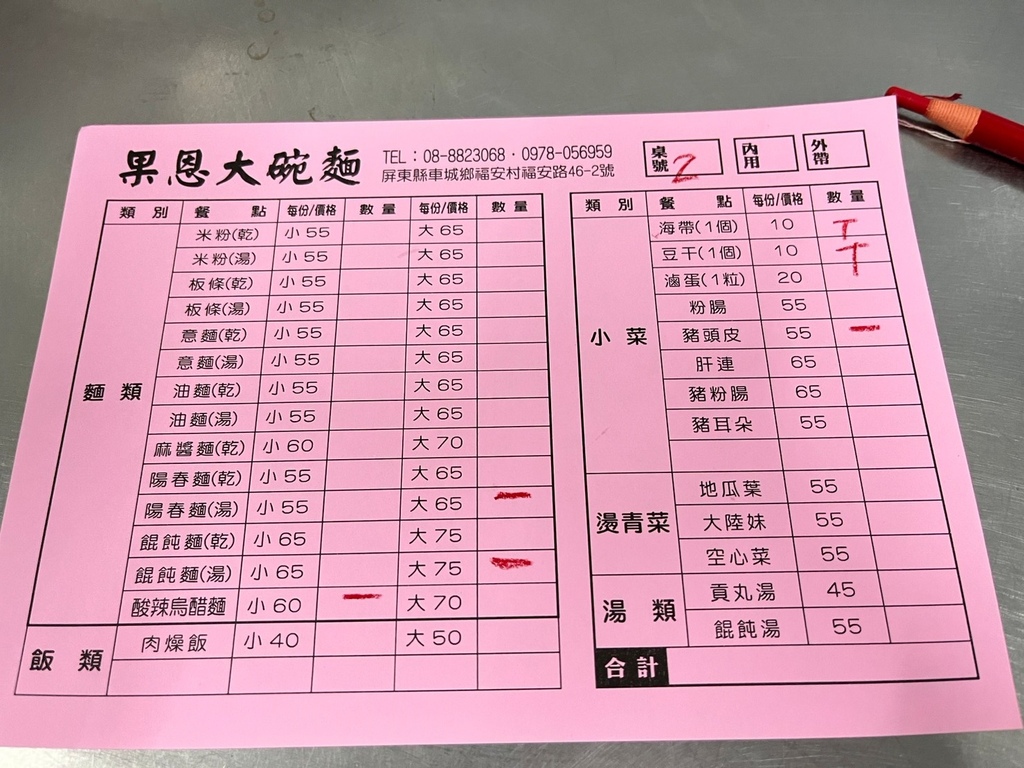 果恩大碗麵
TEL：08-8823068．0978-056959
屏東縣車城鄉福安村福安路46-2號
桌號 2
內用
外帶
類別 餐點 每份/價格 數量 每份/價格 數量
麵類
米粉(乾) 小 55 大 65
米粉(湯) 小 55 大 65
板條(乾) 小 55 大 65
板條(湯) 小 55 大 65
意麵(乾) 小 55 大 65
意麵(湯) 小 55 大 65
油麵(乾) 小 55 大 65
油麵(湯) 小 55 大 65
麻醬麵(乾) 小 60 大 70
陽春麵(乾) 小 55 大 65
陽春麵(湯) 小 55 大 65 一
餛飩麵(乾) 小 65 大 75
餛飩麵(湯) 小 65 大 75 一
酸辣烏醋麵 小 60 一 大 70
飯類
肉燥飯 小 40 大 50
類別 餐點 每份/價格 數量
小菜
海帶(1個) 10 T
豆干(1個) 10 T
滷蛋(1粒) 20
粉腸 55
豬頭皮 55 一
肝連 65
豬粉腸 65
豬耳朵 55
燙青菜
地瓜葉 55
大陸妹 55
空心菜 55
湯類
貢丸湯 45
餛飩湯 55
合計